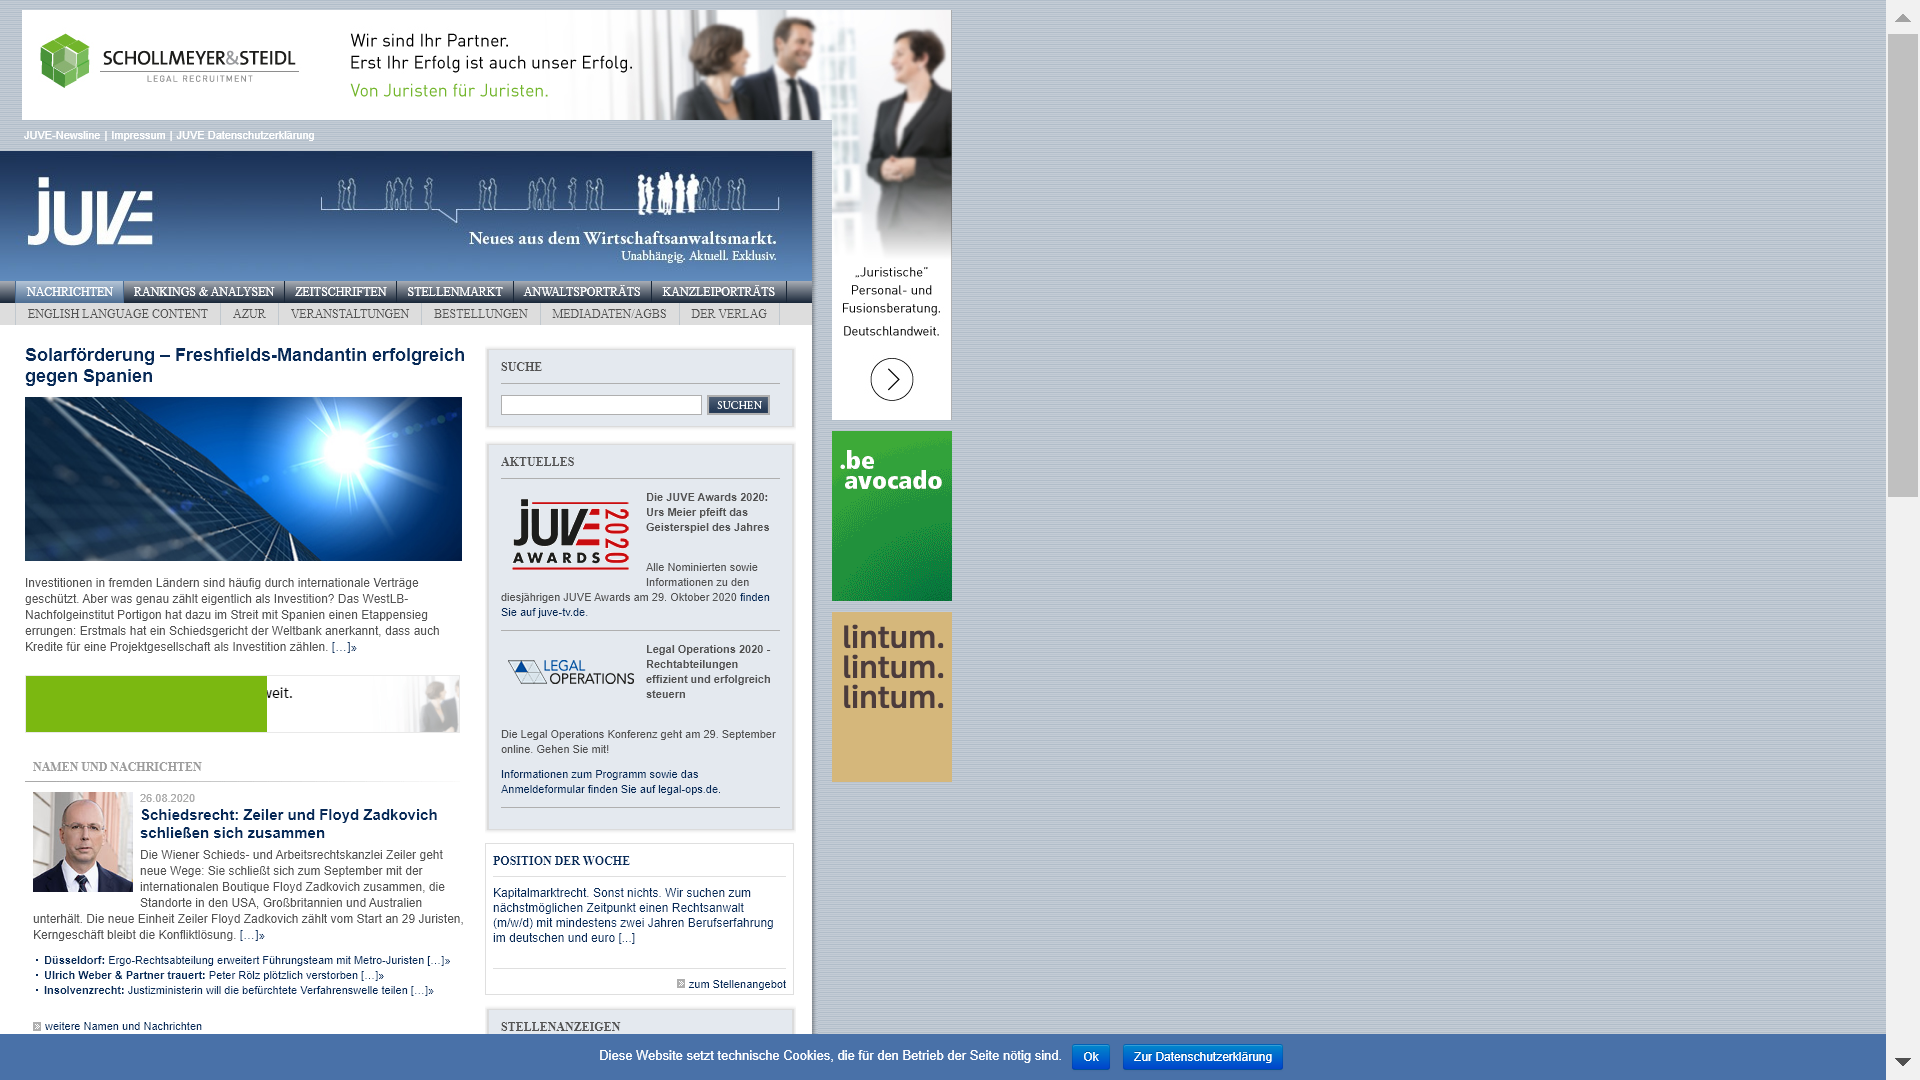 SCHOLLMEYER&STEIDL
LEGAL RECRUITMENT
Wir sind Ihr Partner.
Erst Ihr Erfolg ist auch unser Erfolg.
Von Juristen für Juristen.
JUVE-Newsline | Impressum | JUVE Datenschutzerklärung
JUVE
Neues aus dem Wirtschaftsanwaltsmarkt.
Unabhängig. Aktuell. Exklusiv.
NACHRICHTEN RANKINGS & ANALYSEN ZEITSCHRIFTEN STELLENMARKT ANWALTSPORTRÄTS KANZLEIPORTRÄTS
ENGLISH LANGUAGE CONTENT AZUR VERANSTALTUNGEN BESTELLUNGEN MEDIADATEN/AGBS DER VERLAG
Solarförderung – Freshfields-Mandantin erfolgreich
gegen Spanien
Investitionen in fremden Ländern sind häufig durch internationale Verträge
geschützt. Aber was genau zählt eigentlich als Investition? Das WestLB-
Nachfolgeinstitut Portigon hat dazu im Streit mit Spanien einen Etappensieg
errungen: Erstmals hat ein Schiedsgericht der Weltbank anerkannt, dass auch
Kredite für eine Projektgesellschaft als Investition zählen. […]»
weit.
NAMEN UND NACHRICHTEN
26.08.2020
Schiedsrecht: Zeiler und Floyd Zadkovich
schließen sich zusammen
Die Wiener Schieds- und Arbeitsrechtskanzlei Zeiler geht
neue Wege: Sie schließt sich zum September mit der
internationalen Boutique Floyd Zadkovich zusammen, die
Standorte in den USA, Großbritannien und Australien
unterhält. Die neue Einheit Zeiler Floyd Zadkovich zählt vom Start an 29 Juristen,
Kerngeschäft bleibt die Konfliktlösung. […]»
Düsseldorf: Ergo-Rechtsabteilung erweitert Führungsteam mit Metro-Juristen […]»
Ulrich Weber & Partner trauert: Peter Rölz plötzlich verstorben […]»
Insolvenzrecht: Justizministerin will die befürchtete Verfahrenswelle teilen […]»
weitere Namen und Nachrichten
SUCHE
SUCHEN
AKTUELLES
JUVE
AWARDS
2020
Die JUVE Awards 2020:
Urs Meier pfeift das
Geisterspiel des Jahres
Alle Nominierten sowie
Informationen zu den
diesjährigen JUVE Awards am 29. Oktober 2020 finden
Sie auf juve-tv.de.
LEGAL
OPERATIONS
Legal Operations 2020 -
Rechtabteilungen
effizient und erfolgreich
steuern
Die Legal Operations Konferenz geht am 29. September
online. Gehen Sie mit!
Informationen zum Programm sowie das
Anmeldeformular finden Sie auf legal-ops.de.
POSITION DER WOCHE
Kapitalmarktrecht. Sonst nichts. Wir suchen zum
nächstmöglichen Zeitpunkt einen Rechtsanwalt
(m/w/d) mit mindestens zwei Jahren Berufserfahrung
im deutschen und euro [...]
zum Stellenangebot
STELLENANZEIGEN
„Juristische"
Personal- und
Fusionsberatung.
Deutschlandweit.
.be
avocado
lintum.
lintum.
lintum.
Diese Website setzt technische Cookies, die für den Betrieb der Seite nötig sind. Ok Zur Datenschutzerklärung